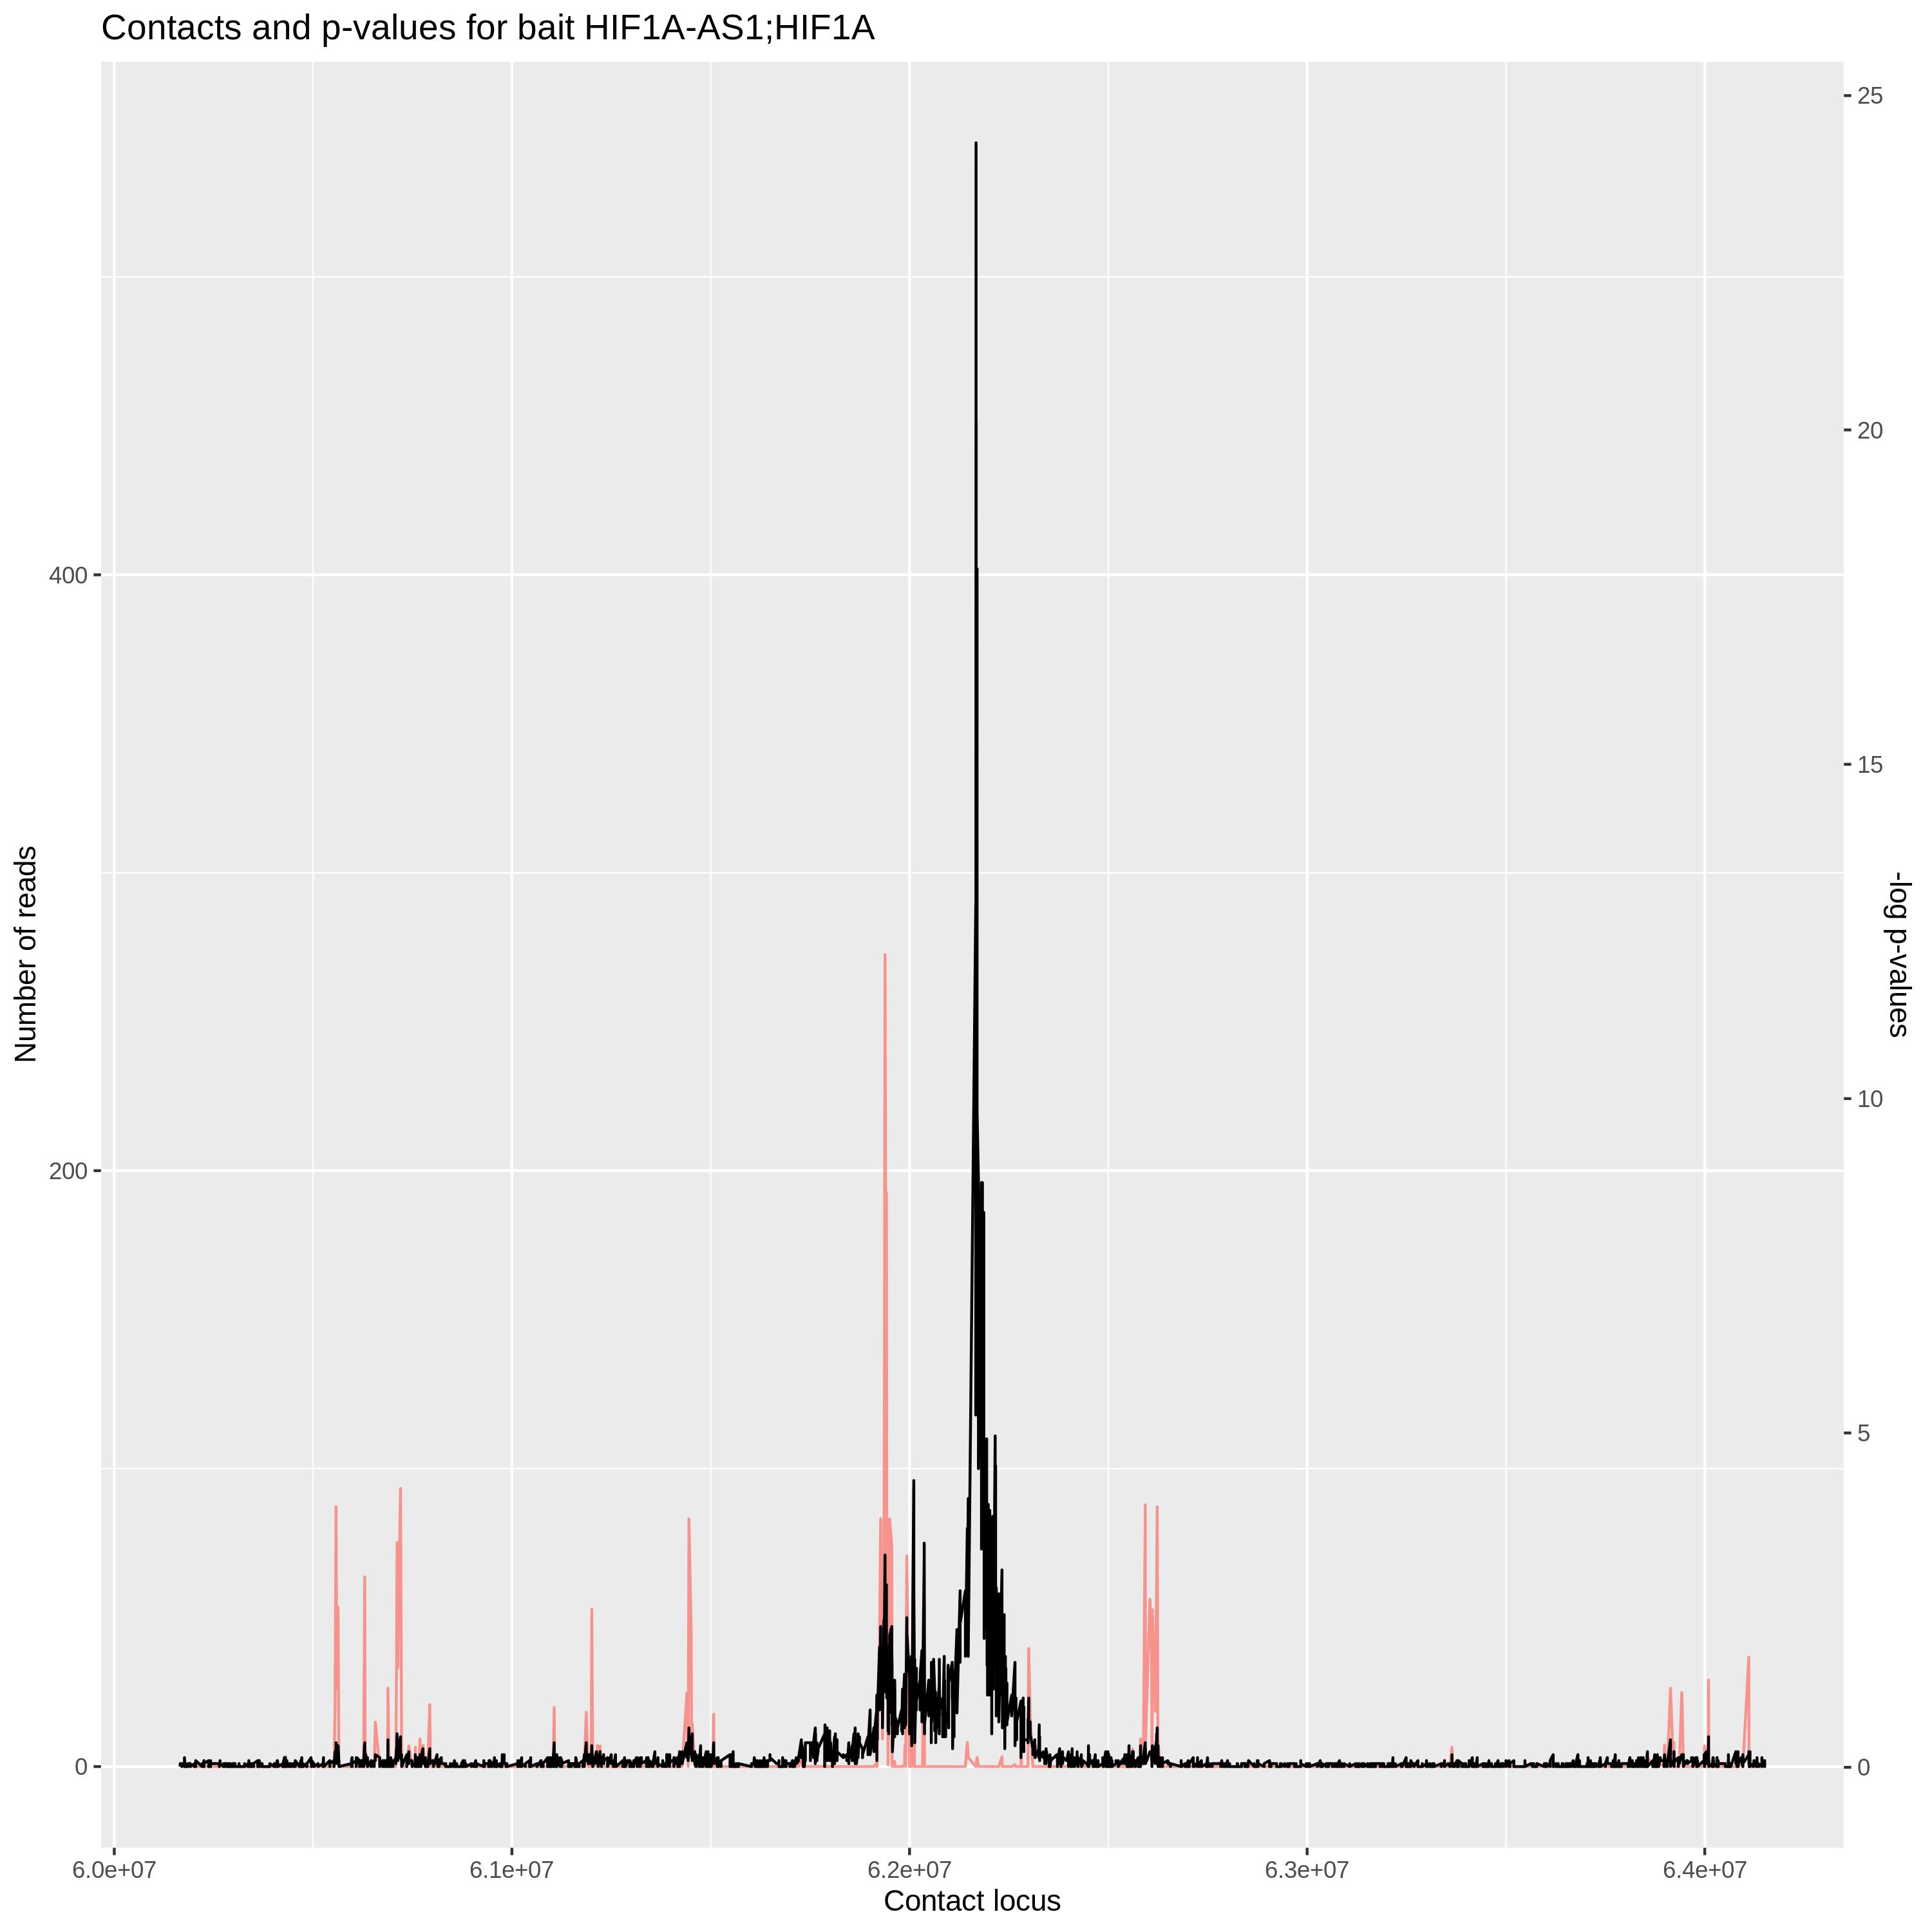 Contacts and p-values for bait HIF1A-AS1;HIF1A
25
20
400
15
Number of reads
-log p-values
10
200
5
0
0
6.0e+07 6.1e+07 6.2e+07 6.3e+07 6.4e+07
Contact locus